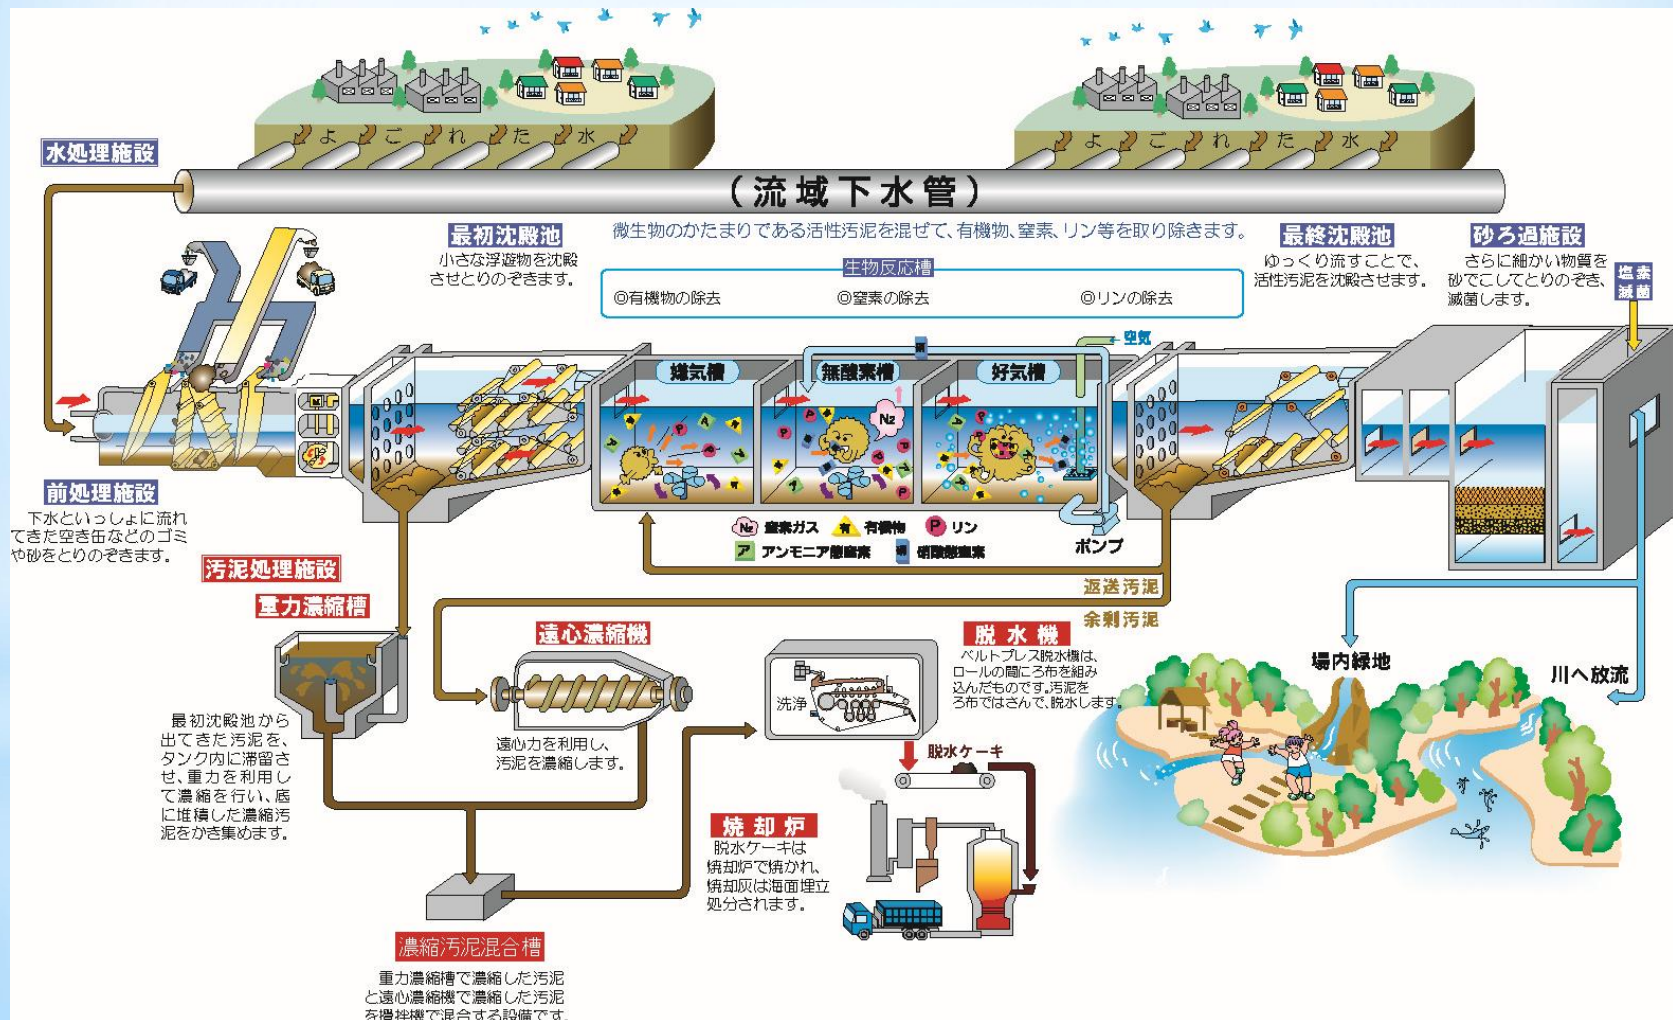 よごれた水
よごれた水
水処理施設
(流域下水管)
最初沈殿池
小さな浮遊物を沈殿
させとりのぞきます。
微生物のかたまりである活性汚泥を混ぜて、有機物、窒素、リン等を取り除きます。
生物反応槽
◎有機物の除去
◎窒素の除去
◎リンの除去
最終沈殿池
ゆっくり流すことで、
活性汚泥を沈殿させます。
砂ろ過施設
さらに細かい物質を
砂でこしてとりのぞき、
滅菌します。
塩素
滅菌
空気
硝
嫌気槽
無酸素槽
好気槽
N2
前処理施設
下水といっしょに流れ
てきた空き缶などのゴミ
や砂をとりのぞきます。
N2 窒素ガス 有 有機物 P リン
ア アンモニア態窒素 硝 硝酸態窒素
ポンプ
返送汚泥
余剰汚泥
汚泥処理施設
重力濃縮槽
最初沈殿池から
出てきた汚泥を、
タンク内に滞留さ
せ、重力を利用し
て濃縮を行い、底
に堆積した濃縮汚
泥をかき集めます。
遠心濃縮機
遠心力を利用し、
汚泥を濃縮します。
洗浄
脱水機
ベルトプレス脱水機は、
ロールの間にろ布を組み
込んだものです。汚泥を
ろ布ではさんで、脱水します。
脱水ケーキ
焼却炉
脱水ケーキは
焼却炉で焼かれ、
焼却灰は海面埋立
処分されます。
濃縮汚泥混合槽
重力濃縮槽で濃縮した汚泥
と遠心濃縮機で濃縮した汚泥
を攪拌機で混合する設備です。
場内緑地
川へ放流